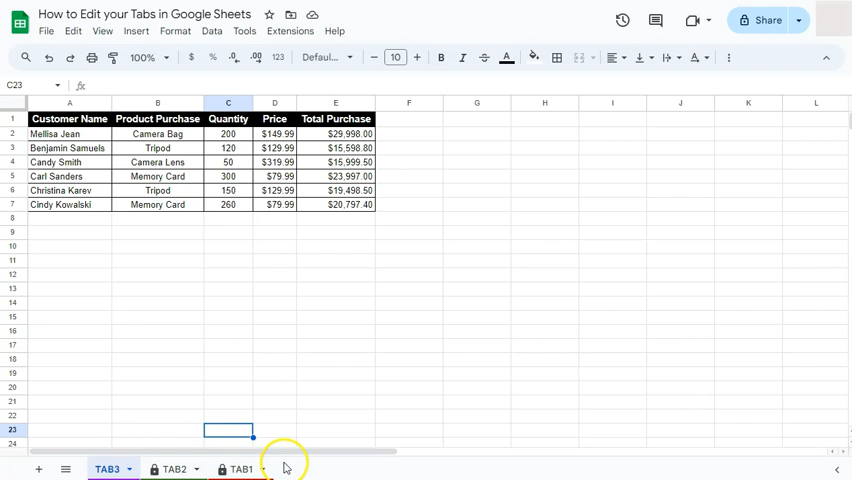 How to Edit your Tabs in Google Sheets
Share
File Edit View Insert Format Data Tools Extensions Help
100% $ % .0 .00 123 Defaul... 10 B I A
C23 fx
A B C D E F G H I J K L
1 Customer Name Product Purchase Quantity Price Total Purchase
2 Mellisa Jean Camera Bag 200 $149.99 $29,998.00
3 Benjamin Samuels Tripod 120 $129.99 $15,598.80
4 Candy Smith Camera Lens 50 $319.99 $15,999.50
5 Carl Sanders Memory Card 300 $79.99 $23,997.00
6 Christina Karev Tripod 150 $129.99 $19,498.50
7 Cindy Kowalski Memory Card 260 $79.99 $20,797.40
8
9
10
11
12
13
14
15
16
17
18
19
20
21
22
23
24
TAB3 TAB2 TAB1